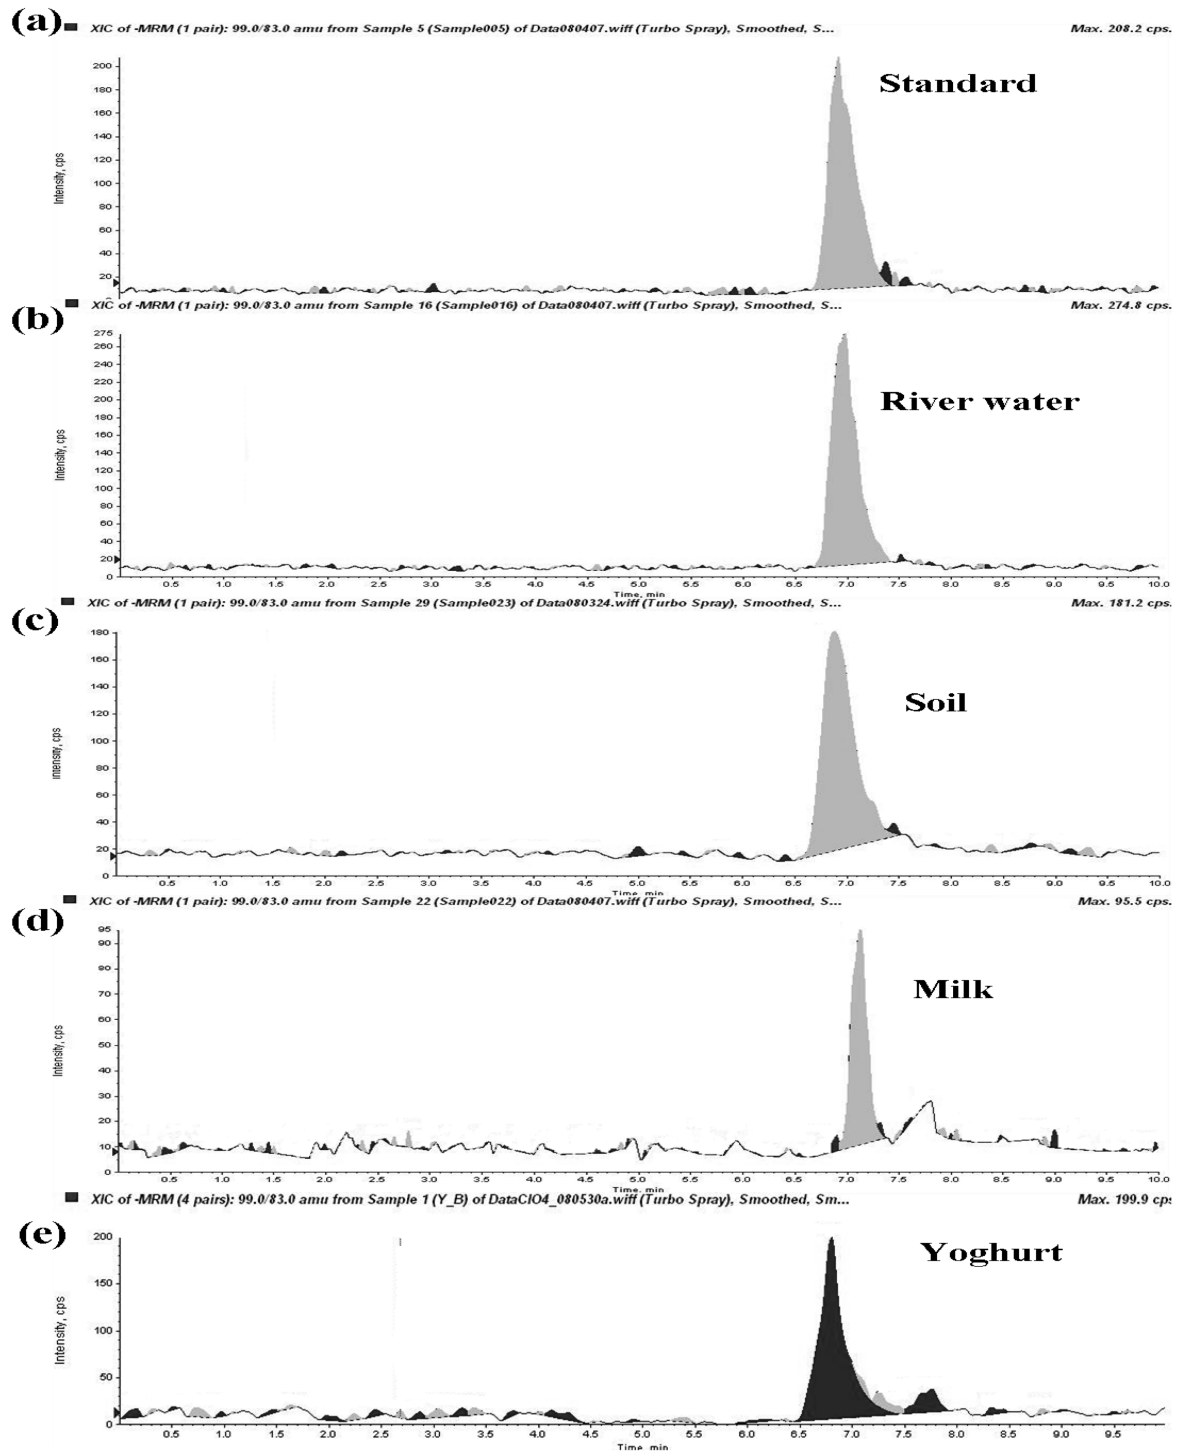 (a) XIC of -MRM (1 pair): 99.0/83.0 amu from Sample 5 (Sample005) of Data080407.wiff (Turbo Spray), Smoothed, S... Max. 208.2 cps.
Standard
Intensity, cps
200
180
160
140
120
100
80
60
40
20
(b) XIC of -MRM (1 pair): 99.0/83.0 amu from Sample 16 (Sample016) of Data080407.wiff (Turbo Spray), Smoothed, S... Max. 274.8 cps.
River water
Intensity, cps
275
260
240
220
200
180
160
140
120
100
80
60
40
20
0
0.5 1.0 1.5 2.0 2.5 3.0 3.5 4.0 4.5 5.0 5.5 6.0 6.5 7.0 7.5 8.0 8.5 9.0 9.5 10.0
Time, min
(c) XIC of -MRM (1 pair): 99.0/83.0 amu from Sample 29 (Sample023) of Data080324.wiff (Turbo Spray), Smoothed, S... Max. 181.2 cps.
Soil
Intensity, cps
180
160
140
120
100
80
60
40
20
0
0.5 1.0 1.5 2.0 2.5 3.0 3.5 4.0 4.5 5.0 5.5 6.0 6.5 7.0 7.5 8.0 8.5 9.0 9.5 10.0
Time, min
(d) XIC of -MRM (1 pair): 99.0/83.0 amu from Sample 22 (Sample022) of Data080407.wiff (Turbo Spray), Smoothed, S... Max. 95.5 cps.
Milk
Intensity, cps
95
90
80
70
60
50
40
30
20
10
0
0.5 1.0 1.5 2.0 2.5 3.0 3.5 4.0 4.5 5.0 5.5 6.0 6.5 7.0 7.5 8.0 8.5 9.0 9.5 10.0
Time, min
XIC of -MRM (4 pairs): 99.0/83.0 amu from Sample 1 (Y_B) of DataClO4_080530a.wiff (Turbo Spray), Smoothed, Sm... Max. 199.9 cps
(e)
Yoghurt
Intensity, cps
200
150
100
50
0
0.5 1.0 1.5 2.0 2.5 3.0 3.5 4.0 4.5 5.0 5.5 6.0 6.5 7.0 7.5 8.0 8.5 9.0 9.5
Time, min